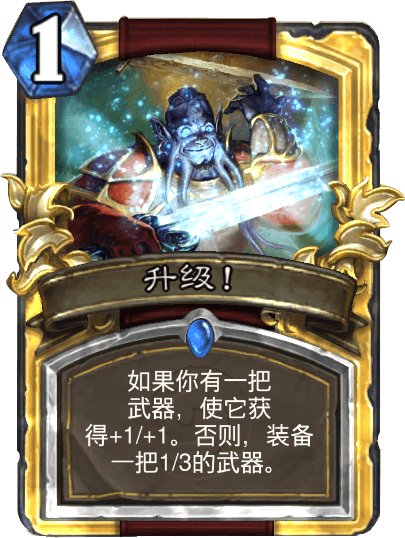 1
升级！
如果你有一把
武器，使它获
得+1/+1。否则，装备
一把1/3的武器。